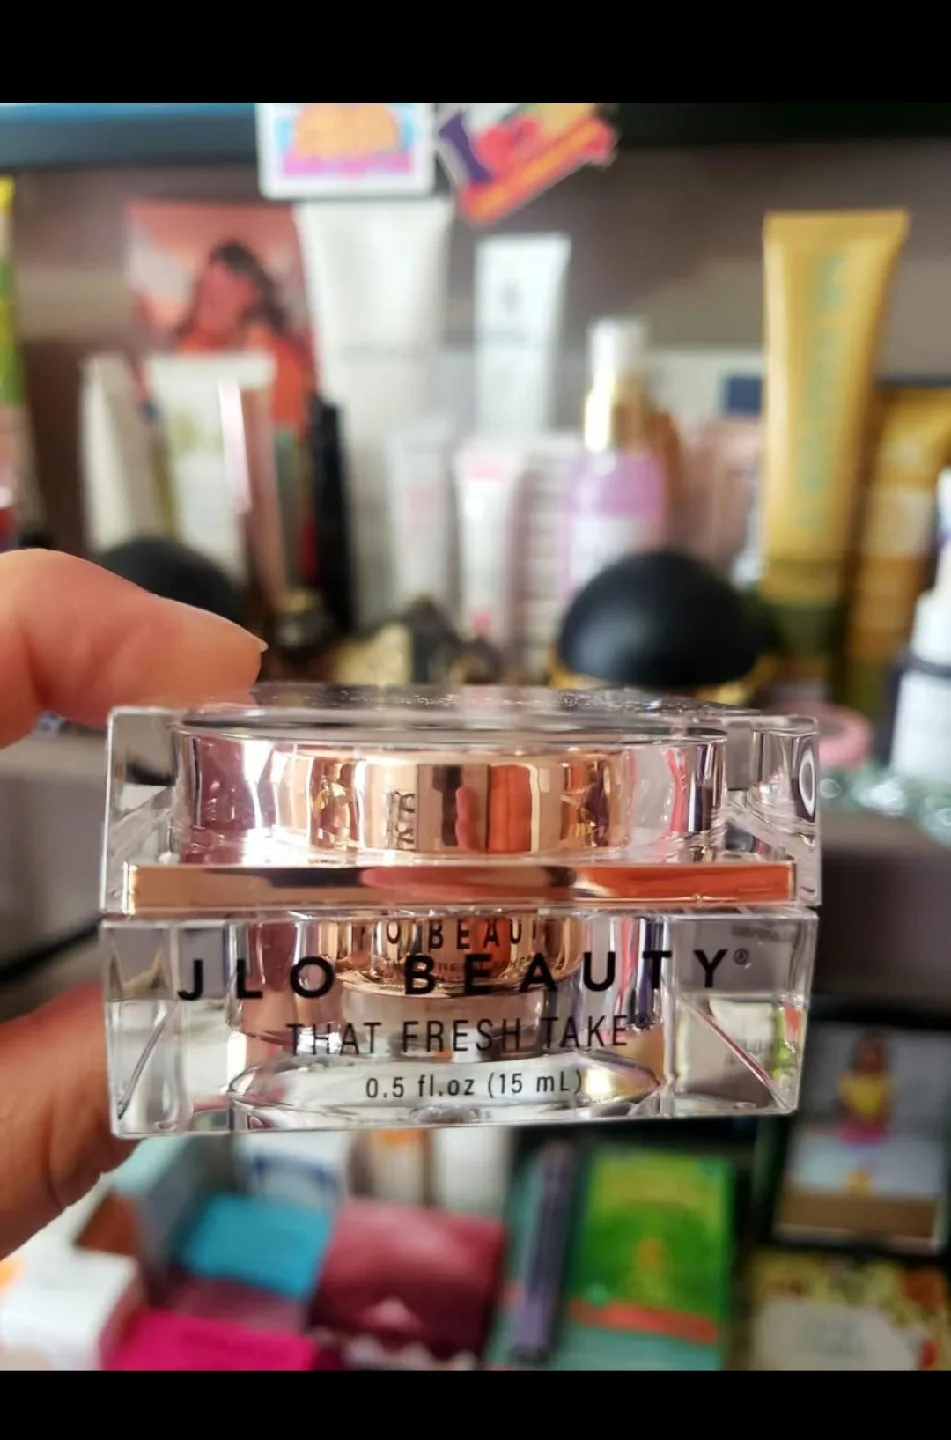 JLO BEAUTY®
THAT FRESH TAKE®
0.5 fl.oz (15 mL)